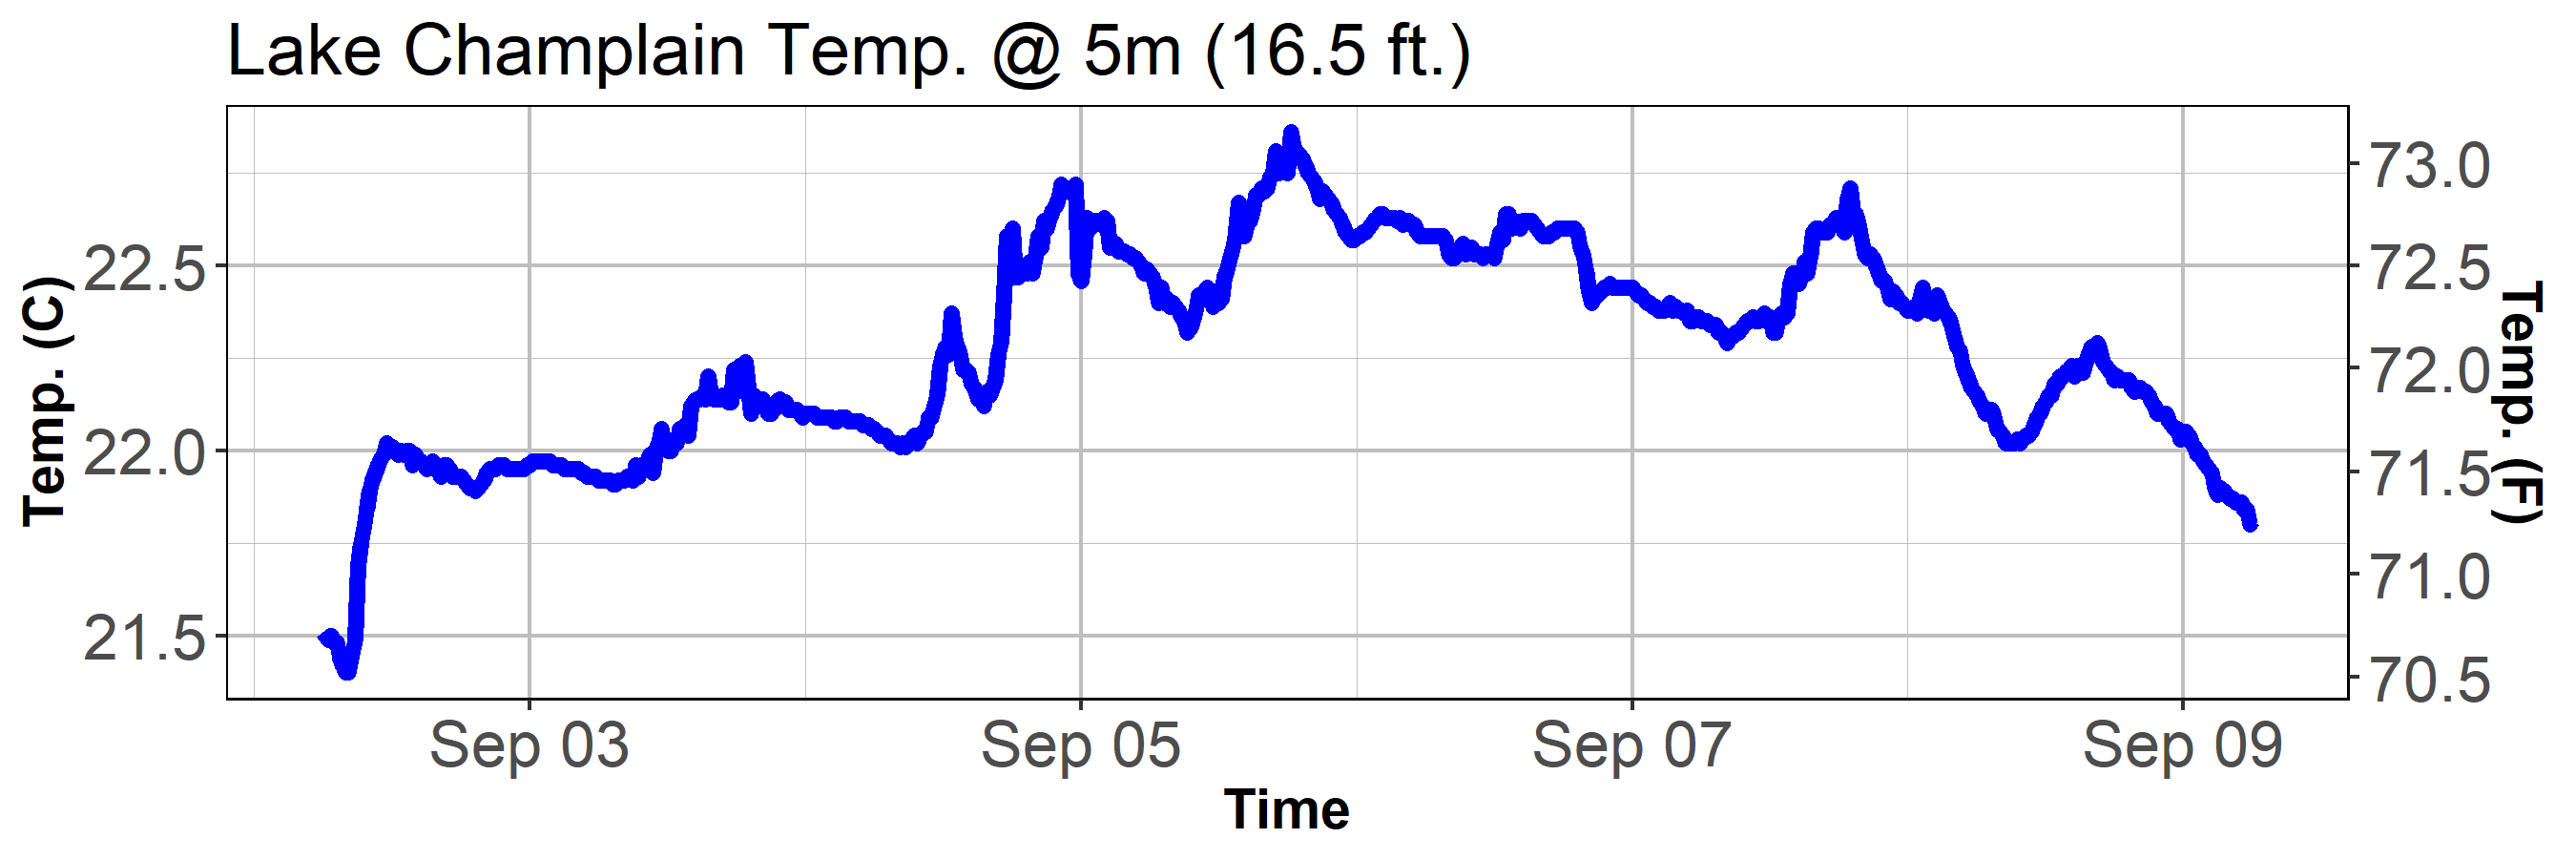 Lake Champlain Temp. @ 5m (16.5 ft.)
Temp. (C)
22.5
22.0
21.5
73.0
72.5
72.0
71.5
71.0
70.5
Temp. (F)
Sep 03 Sep 05 Sep 07 Sep 09
Time